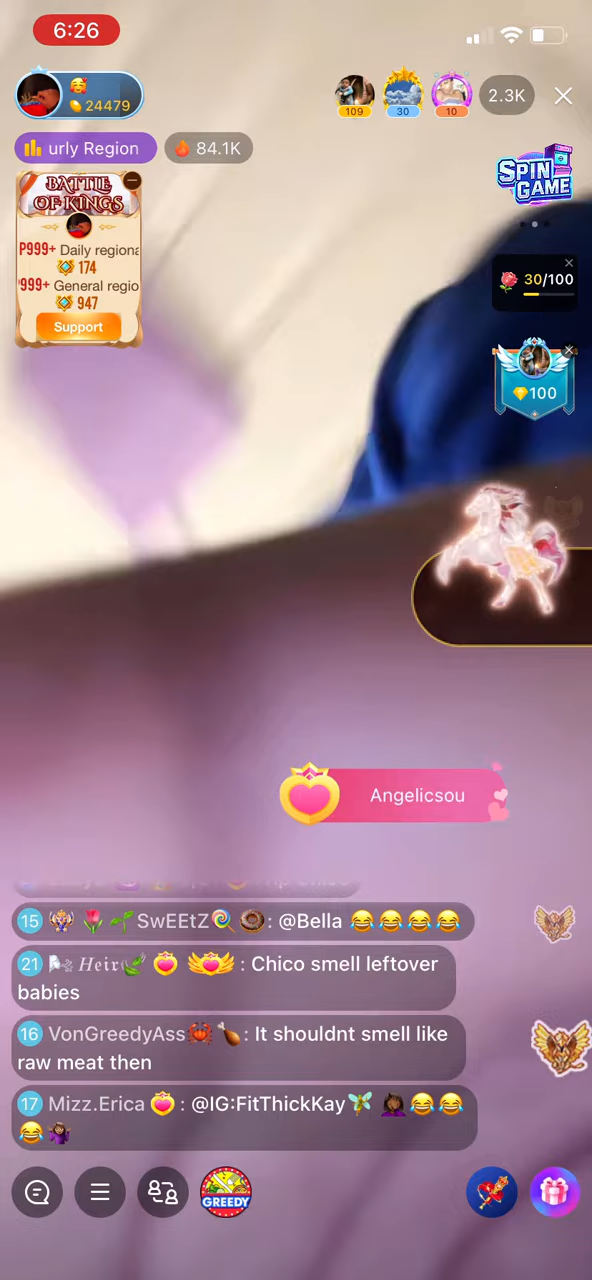 6:26
24479
109
30
10
2.3K
urly Region
84.1K
SPIN
GAME
BATTLE
OF KINGS
P999+ Daily regiona
174
999+ General regio
947
Support
30/100
100
Angelicsou
15 SwEEtZ🍭 🍩: @Bella 😂😂😂😂
21 Heir : Chico smell leftover
babies
16 VonGreedyAss🦀🍗: It shouldnt smell like
raw meat then
17 Mizz.Erica : @IG:FitThickKay 😂😂
😂
GREEDY